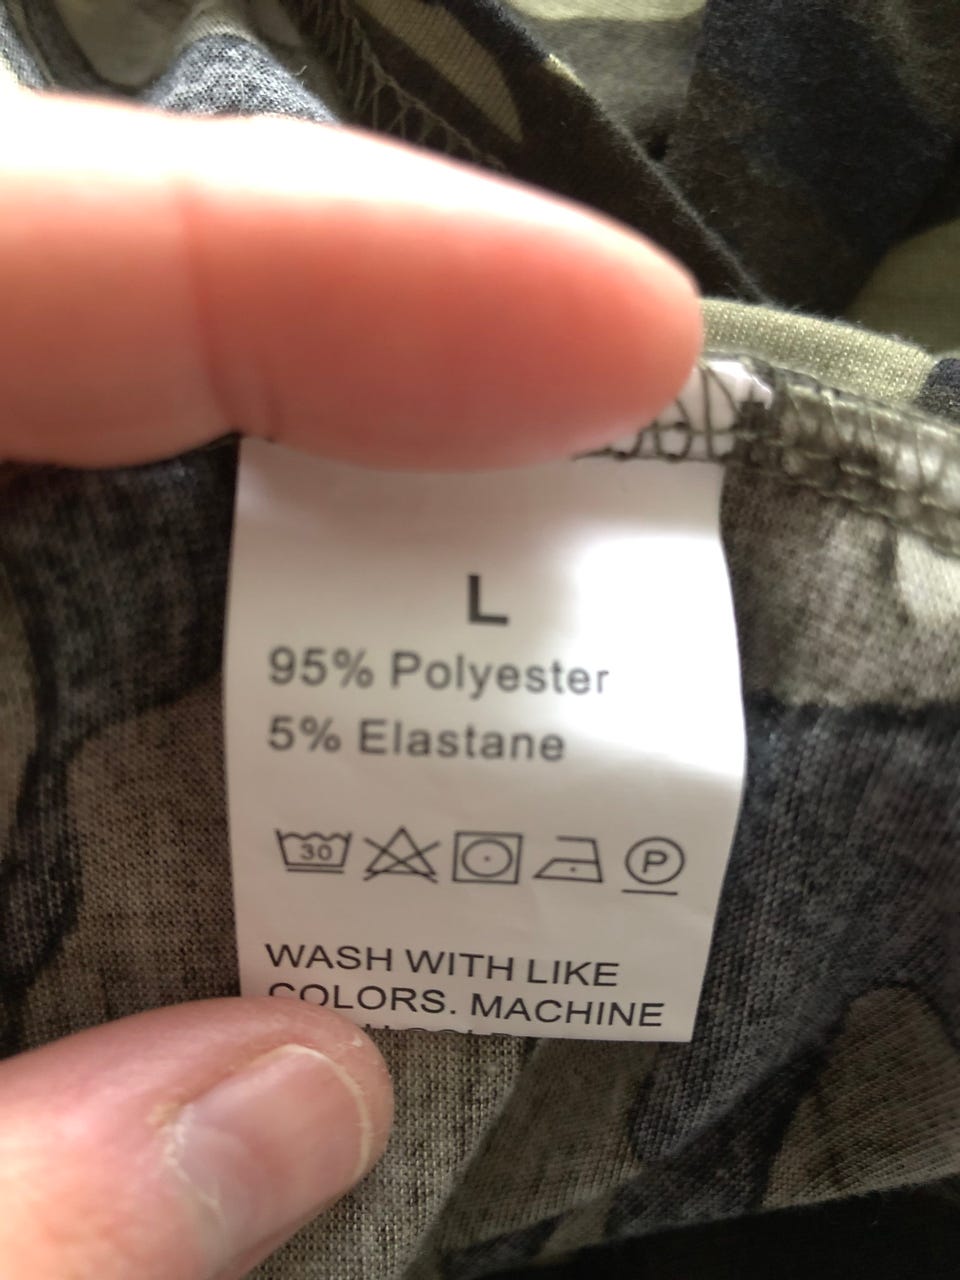 L
95% Polyester
5% Elastane
30 P
WASH WITH LIKE
COLORS. MACHINE